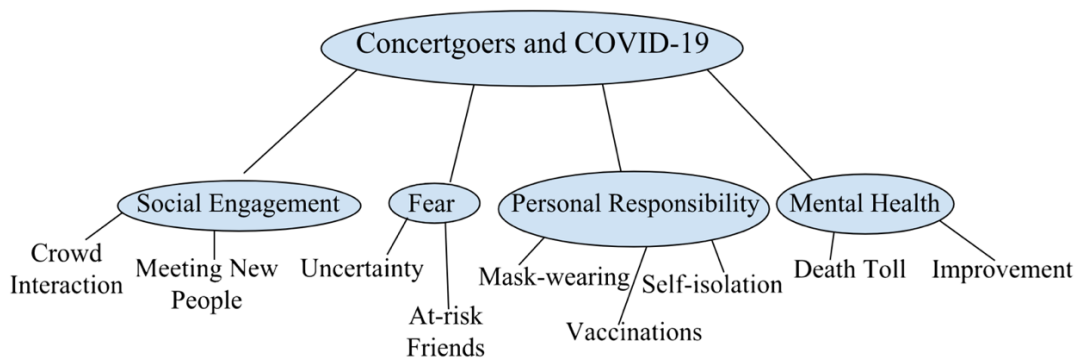 Concertgoers and COVID-19
Social Engagement
Fear
Personal Responsibility
Mental Health
Crowd
Interaction
Meeting New
People
Uncertainty
At-risk
Friends
Mask-wearing
Vaccinations
Self-isolation
Death Toll
Improvement